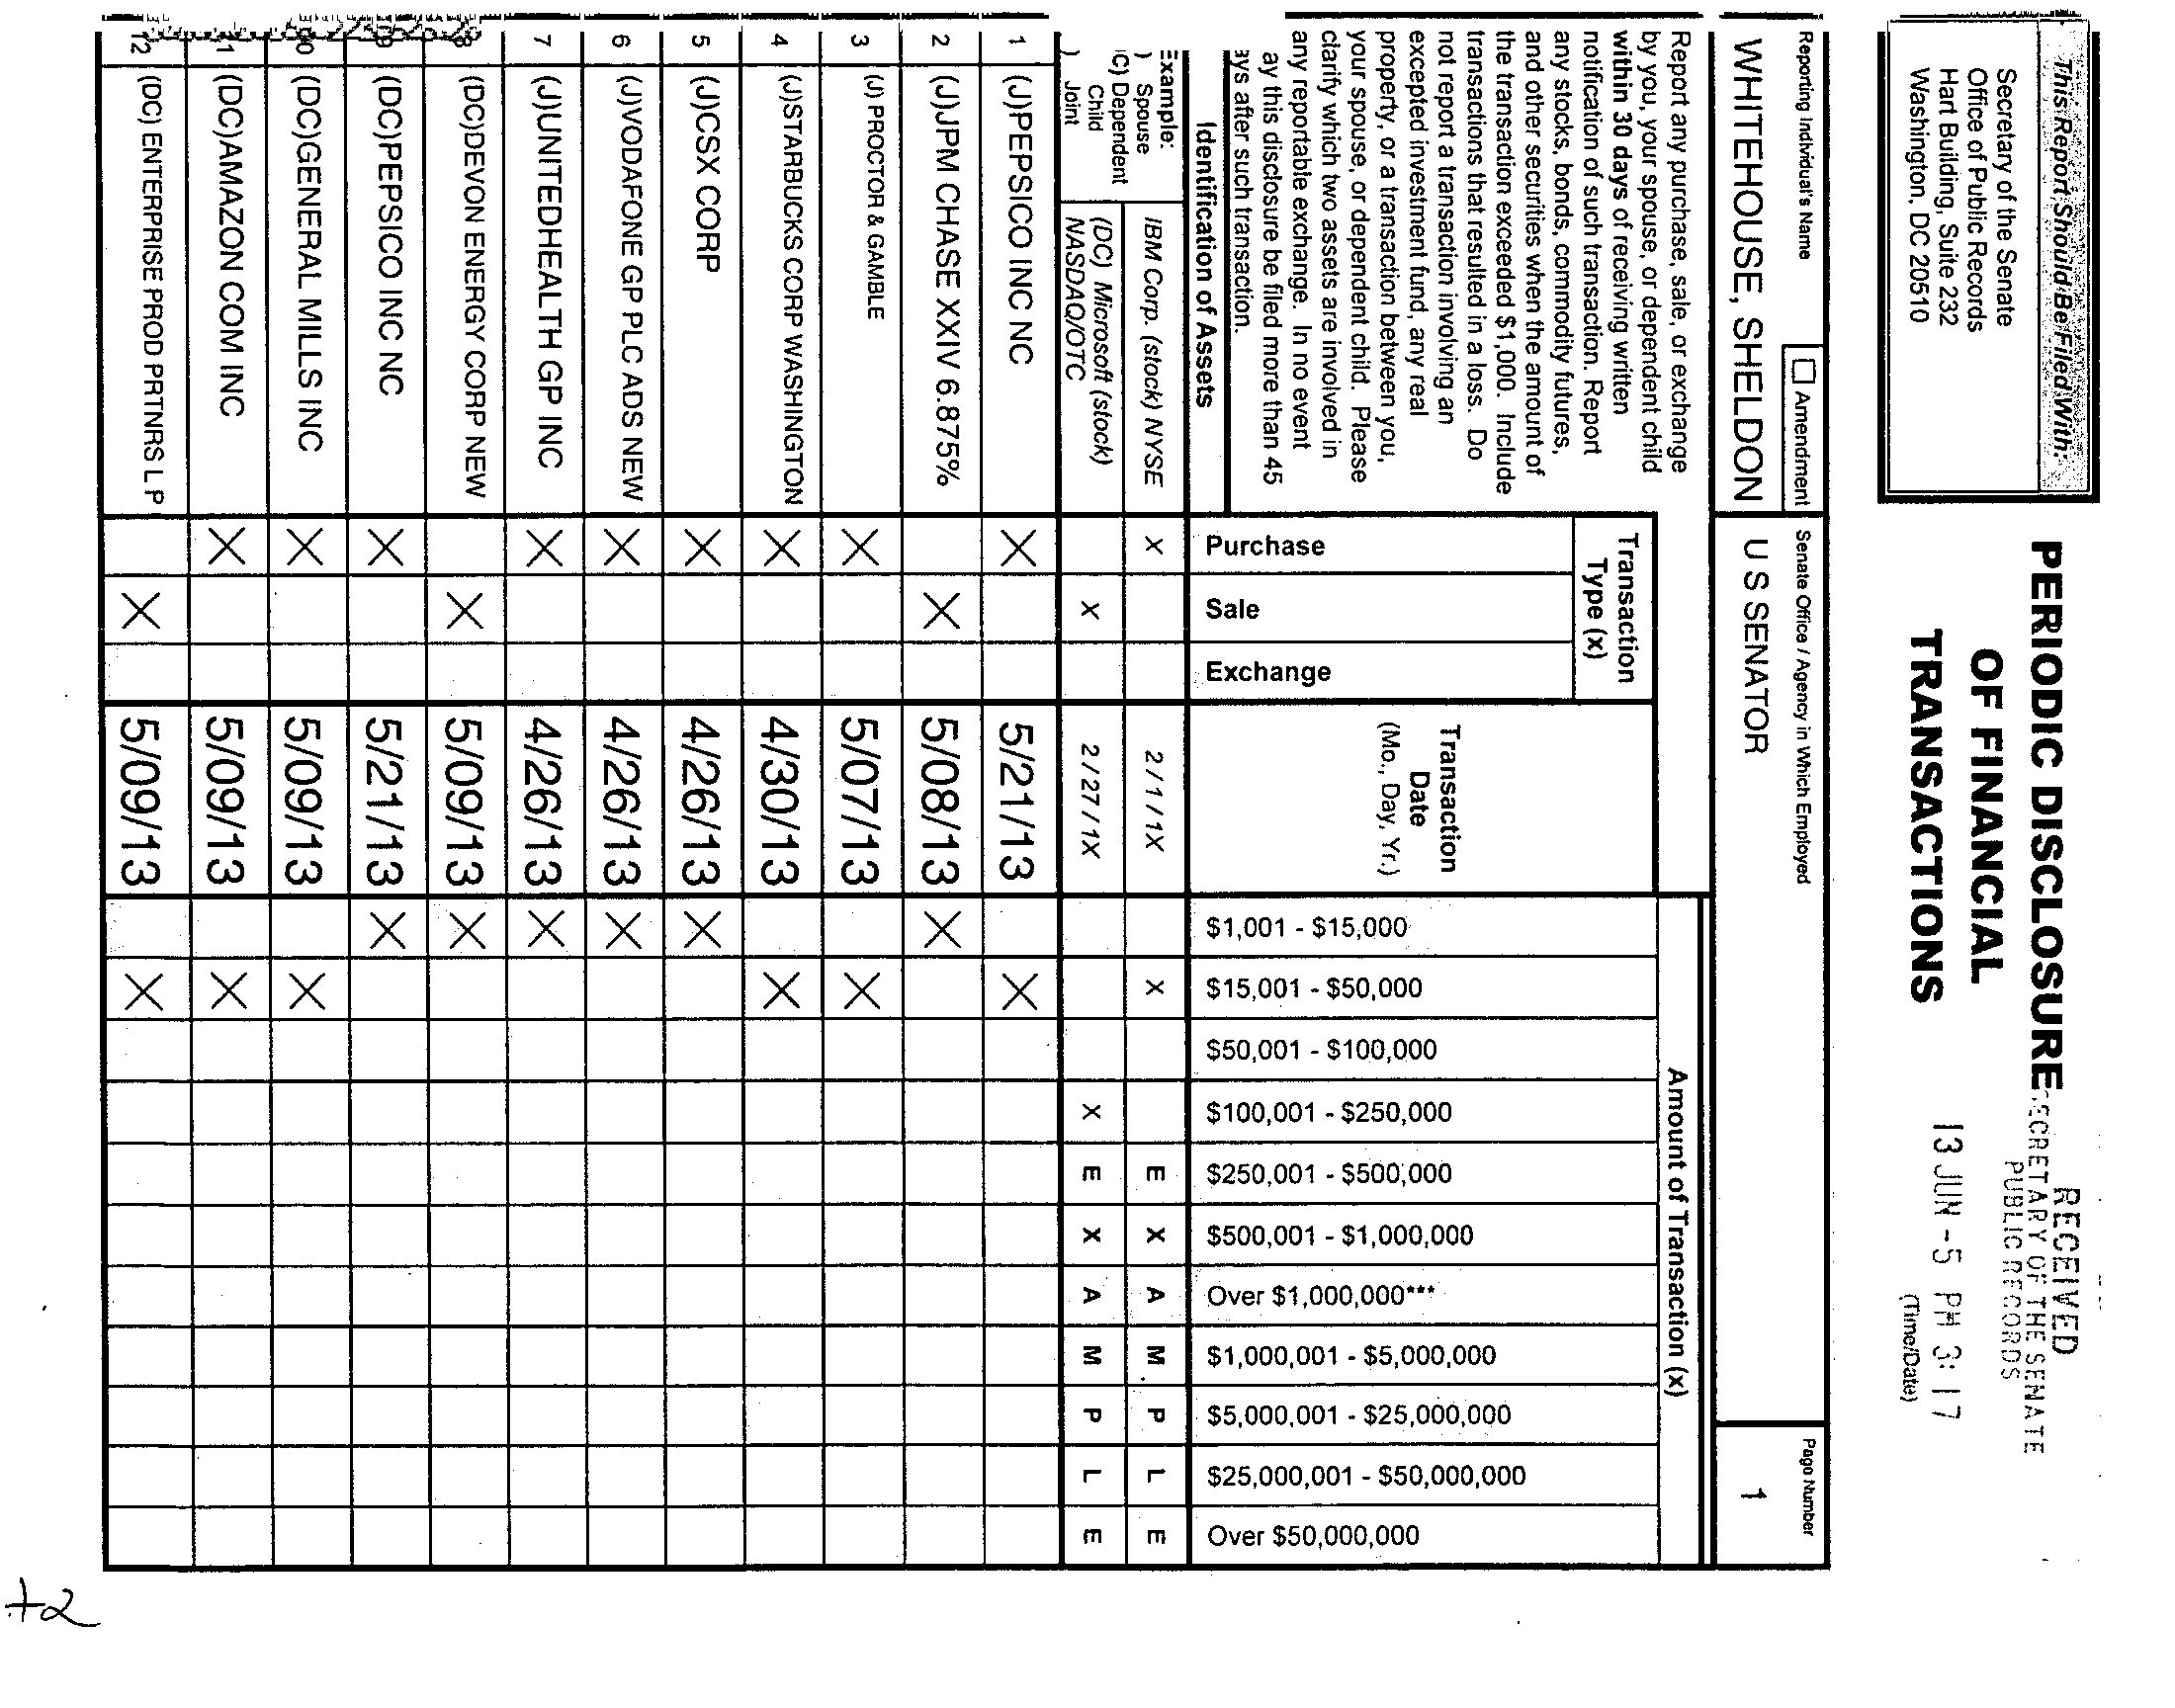 This Report Should Be Filed With:
Secretary of the Senate
Office of Public Records
Hart Building, Suite 232
Washington, DC 20510
PERIODIC DISCLOSURE
OF FINANCIAL
TRANSACTIONS
RECEIVED
SECRETARY OF THE SENATE
PUBLIC RECORDS
13 JUN -5 PM 3:17
(Time/Date)
Reporting Individual's Name
☐ Amendment
Senate Office / Agency in Which Employed
Page Number
WHITEHOUSE, SHELDON
U S SENATOR
1
Report any purchase, sale, or exchange
by you, your spouse, or dependent child
within 30 days of receiving written
notification of such transaction. Report
any stocks, bonds, commodity futures,
and other securities when the amount of
the transaction exceeded $1,000. Include
transactions that resulted in a loss. Do
not report a transaction involving an
excepted investment fund, any real
property, or a transaction between you,
your spouse, or dependent child. Please
clarify which two assets are involved in
any reportable exchange. In no event
ay this disclosure be filed more than 45
ays after such transaction.
Identification of Assets
Transaction
Type (x)
Purchase
Sale
Exchange
Transaction
Date
(Mo., Day, Yr.)
Amount of Transaction (x)
$1,001 - $15,000
$15,001 - $50,000
$50,001 - $100,000
$100,001 - $250,000
$250,001 - $500,000
$500,001 - $1,000,000
Over $1,000,000***
$1,000,001 - $5,000,000
$5,000,001 - $25,000,000
$25,000,001 - $50,000,000
Over $50,000,000
Example:
) Spouse
C) Dependent
Child
) Joint
IBM Corp. (stock) NYSE X 2/1/1X X E X A M P L E
(DC) Microsoft (stock)
NASDAQ/OTC X 2/27/1X X E X A M P L E
1 (J)PEPSICO INC NC X 5/21/13 X
2 (J)JPM CHASE XXIV 6.875% X 5/08/13 X
3 (J) PROCTOR & GAMBLE X 5/07/13 X
4 (J)STARBUCKS CORP WASHINGTON X 4/30/13 X
5 (J)CSX CORP X 4/26/13 X
6 (J)VODAFONE GP PLC ADS NEW X 4/26/13 X
7 (J)UNITEDHEALTH GP INC X 4/26/13 X
8 (DC)DEVON ENERGY CORP NEW X 5/09/13 X
9 (DC)PEPSICO INC NC X 5/21/13 X
0 (DC)GENERAL MILLS INC X 5/09/13 X
1 (DC)AMAZON COM INC X 5/09/13 X
12 (DC) ENTERPRISE PROD PRTNRS L P X 5/09/13 X
+2